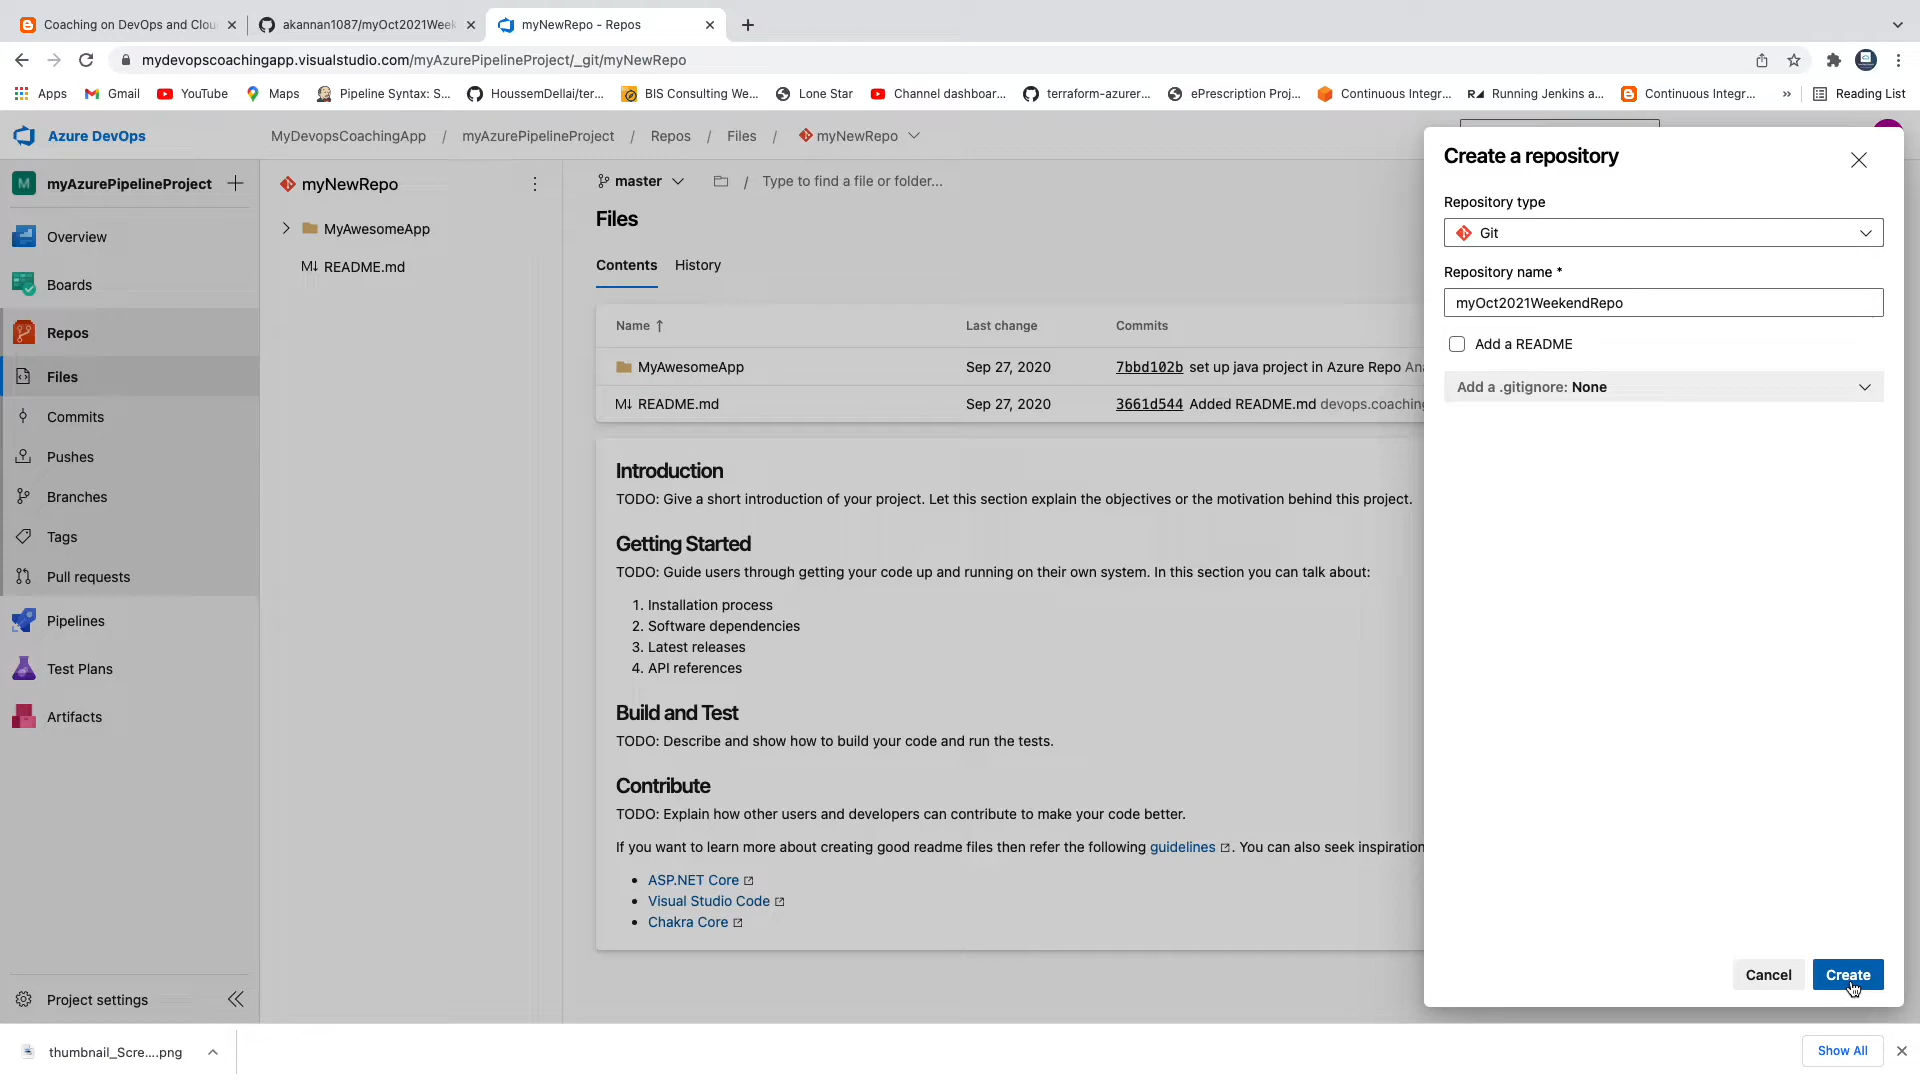 Coaching on DevOps and Clou
akannan1087/myOct2021Week
myNewRepo - Repos
mydevopscoachingapp.visualstudio.com/myAzurePipelineProject/_git/myNewRepo
Apps
Gmail
YouTube
Maps
Pipeline Syntax: S...
HoussemDellai/ter...
BIS Consulting We...
Lone Star
Channel dashboar...
terraform-azurer...
ePrescription Proj...
Continuous Integr...
Running Jenkins a...
Continuous Integr...
»
Reading List
Azure DevOps
MyDevopsCoachingApp / myAzurePipelineProject / Repos / Files / myNewRepo
M myAzurePipelineProject
Overview
Boards
Repos
Files
Commits
Pushes
Branches
Tags
Pull requests
Pipelines
Test Plans
Artifacts
Project settings
myNewRepo
MyAwesomeApp
M↓ README.md
master
/ Type to find a file or folder...
Files
Contents History
Name ↑ Last change Commits
MyAwesomeApp Sep 27, 2020 7bbd102b set up java project in Azure Repo Ana
M↓ README.md Sep 27, 2020 3661d544 Added README.md devops.coaching
Introduction
TODO: Give a short introduction of your project. Let this section explain the objectives or the motivation behind this project.
Getting Started
TODO: Guide users through getting your code up and running on their own system. In this section you can talk about:
1. Installation process
2. Software dependencies
3. Latest releases
4. API references
Build and Test
TODO: Describe and show how to build your code and run the tests.
Contribute
TODO: Explain how other users and developers can contribute to make your code better.
If you want to learn more about creating good readme files then refer the following guidelines. You can also seek inspiration
• ASP.NET Core
• Visual Studio Code
• Chakra Core
Create a repository
Repository type
Git
Repository name *
myOct2021WeekendRepo
Add a README
Add a .gitignore: None
Cancel
Create
thumbnail_Scre....png
Show All